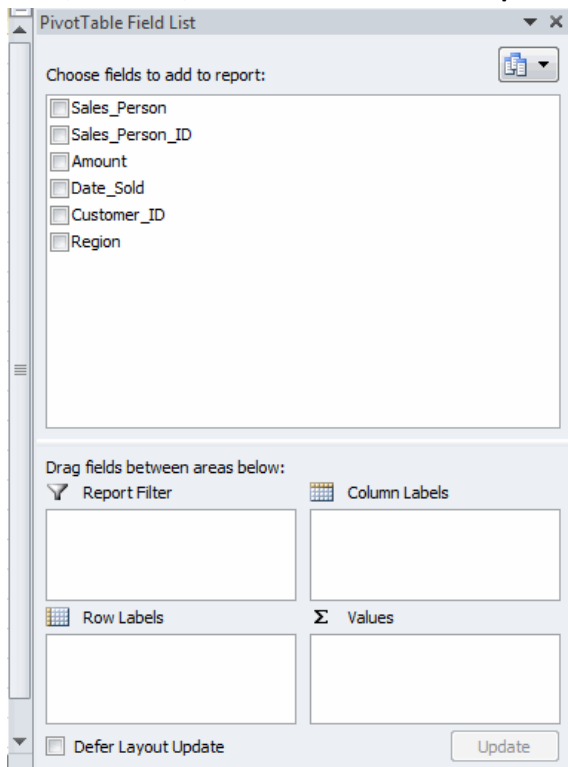 PivotTable Field List
Choose fields to add to report:
Sales_Person
Sales_Person_ID
Amount
Date_Sold
Customer_ID
Region
Drag fields between areas below:
Report Filter
Column Labels
Row Labels
Σ Values
Defer Layout Update
Update